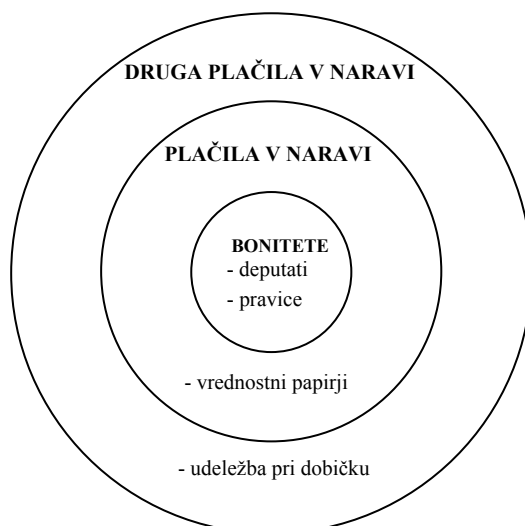 DRUGA PLAČILA V NARAVI
PLAČILA V NARAVI
BONITETE
- deputati
- pravice
- vrednostni papirji
- udeležba pri dobičku